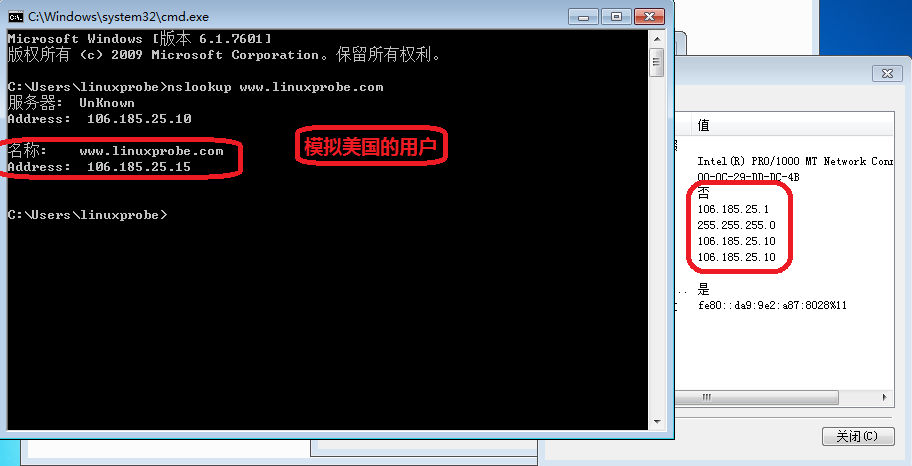 C:\Windows\system32\cmd.exe
Microsoft Windows [版本 6.1.7601]
版权所有 (c) 2009 Microsoft Corporation。保留所有权利。
C:\Users\linuxprobe>nslookup www.linuxprobe.com
服务器:  UnKnown
Address:  106.185.25.10
名称:    www.linuxprobe.com
Address:  106.185.25.15
C:\Users\linuxprobe>
模拟美国的用户
值
Intel(R) PRO/1000 MT Network Conn
00-0C-29-DD-DC-4B
否
106.185.25.1
255.255.255.0
106.185.25.10
106.185.25.10
是
fe80::da9:9e2:a87:8028%11
关闭(C)